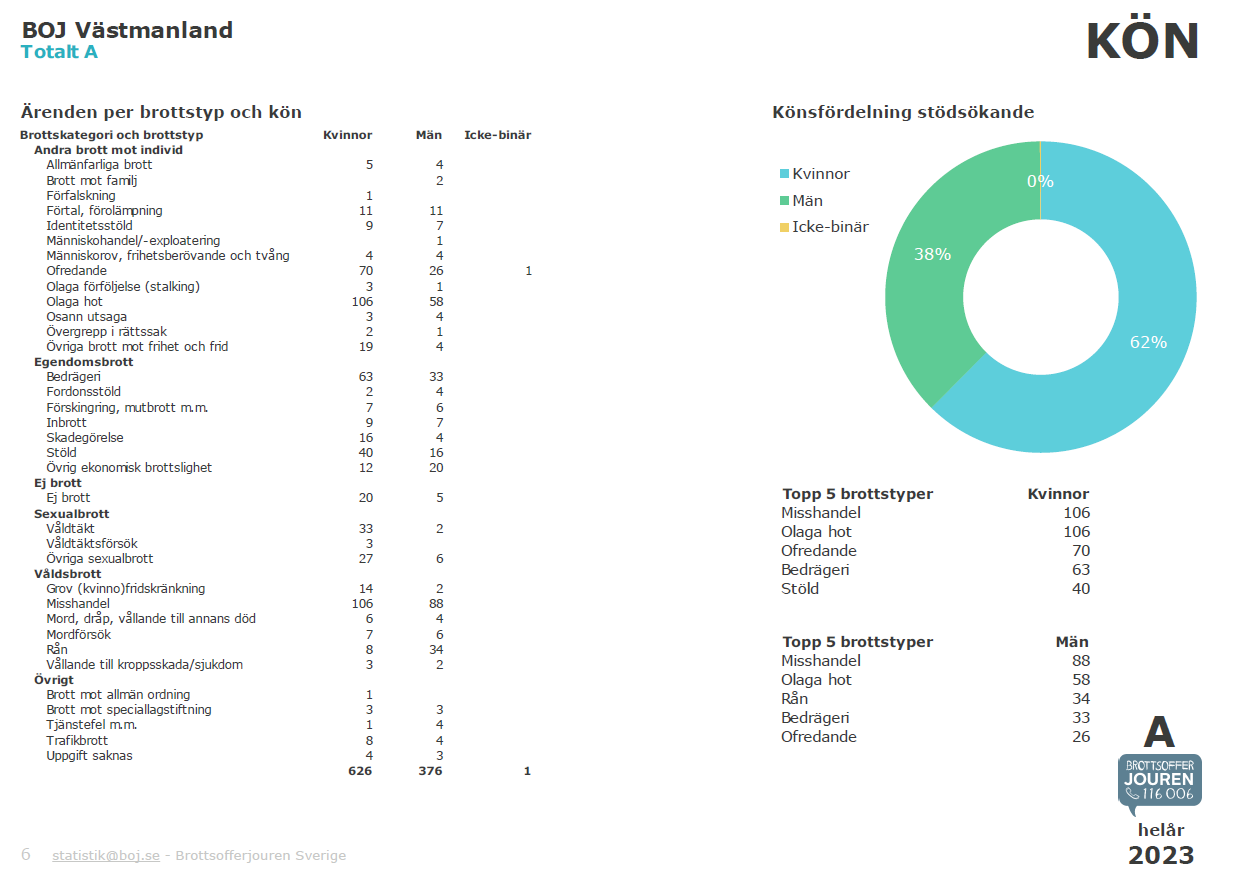 BOJ Västmanland
Totalt A
KÖN
Ärenden per brottstyp och kön
Brottskategori och brottstyp Kvinnor Män Icke-binär
Andra brott mot individ
Allmänfarliga brott 5 4
Brott mot familj 2
Förfalskning 1
Förtal, förolämpning 11 11
Identitetsstöld 9 7
Människohandel/-exploatering 1
Människorov, frihetsberövande och tvång 4 4
Ofredande 70 26 1
Olaga förföljelse (stalking) 3 1
Olaga hot 106 58
Osann utsaga 3 4
Övergrepp i rättssak 2 1
Övriga brott mot frihet och frid 19 4
Egendomsbrott
Bedrägeri 63 33
Fordonsstöld 2 4
Förskingring, mutbrott m.m. 7 6
Inbrott 9 7
Skadegörelse 16 4
Stöld 40 16
Övrig ekonomisk brottslighet 12 20
Ej brott
Ej brott 20 5
Sexualbrott
Våldtäkt 33 2
Våldtäktsförsök 3
Övriga sexualbrott 27 6
Våldsbrott
Grov (kvinno)fridskränkning 14 2
Misshandel 106 88
Mord, dråp, vållande till annans död 6 4
Mordförsök 7 6
Rån 8 34
Vållande till kroppsskada/sjukdom 3 2
Övrigt
Brott mot allmän ordning 1
Brott mot speciallagstiftning 3 3
Tjänstefel m.m. 1 4
Trafikbrott 8 4
Uppgift saknas 4 3
626 376 1
Könsfördelning stödsökande
Kvinnor
Män
Icke-binär
0%
38%
62%
Topp 5 brottstyper Kvinnor
Misshandel 106
Olaga hot 106
Ofredande 70
Bedrägeri 63
Stöld 40
Topp 5 brottstyper Män
Misshandel 88
Olaga hot 58
Rån 34
Bedrägeri 33
Ofredande 26
A
BROTTSOFFER
JOUREN
116 006
helår
2023
6 statistik@boj.se - Brottsofferjouren Sverige